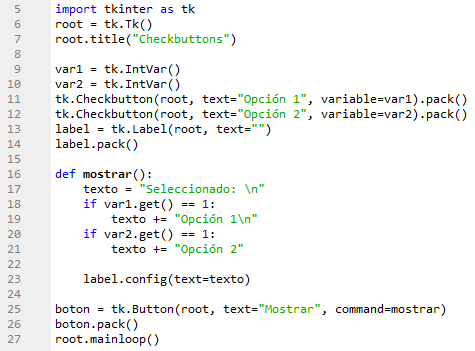 5 import tkinter as tk
6 root = tk.Tk()
7 root.title("Checkbuttons")
8
9 var1 = tk.IntVar()
10 var2 = tk.IntVar()
11 tk.Checkbutton(root, text="Opción 1", variable=var1).pack()
12 tk.Checkbutton(root, text="Opción 2", variable=var2).pack()
13 label = tk.Label(root, text="")
14 label.pack()
15
16 def mostrar():
17     texto = "Seleccionado: \n"
18     if var1.get() == 1:
19         texto += "Opción 1\n"
20     if var2.get() == 1:
21         texto += "Opción 2"
22
23     label.config(text=texto)
24
25 boton = tk.Button(root, text="Mostrar", command=mostrar)
26 boton.pack()
27 root.mainloop()